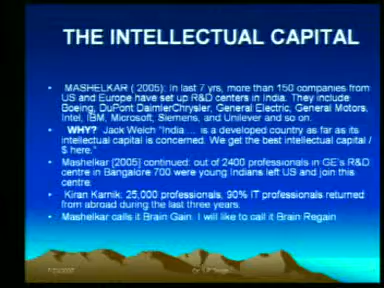 THE INTELLECTUAL CAPITAL
• MASHELKAR ( 2005): In last 7 yrs, more than 150 companies from
US and Europe have set up R&D centers in India. They include
Boeing, DuPont DaimlerChrysler, General Electric, General Motors,
Intel, IBM, Microsoft, Siemens, and Unilever and so on.
• WHY? Jack Welch "India ... is a developed country as far as its
intellectual capital is concerned. We get the best intellectual capital /
$ here."
• Mashelkar [2005] continued: out of 2400 professionals in GE's R&D
centre in Bangalore 700 were young Indians left US and join this
centre.
• Kiran Karnik: 25,000 professionals, 90% IT professionals returned
from abroad during the last three years.
• Mashelkar calls it Brain Gain. I will like to call it Brain Regain